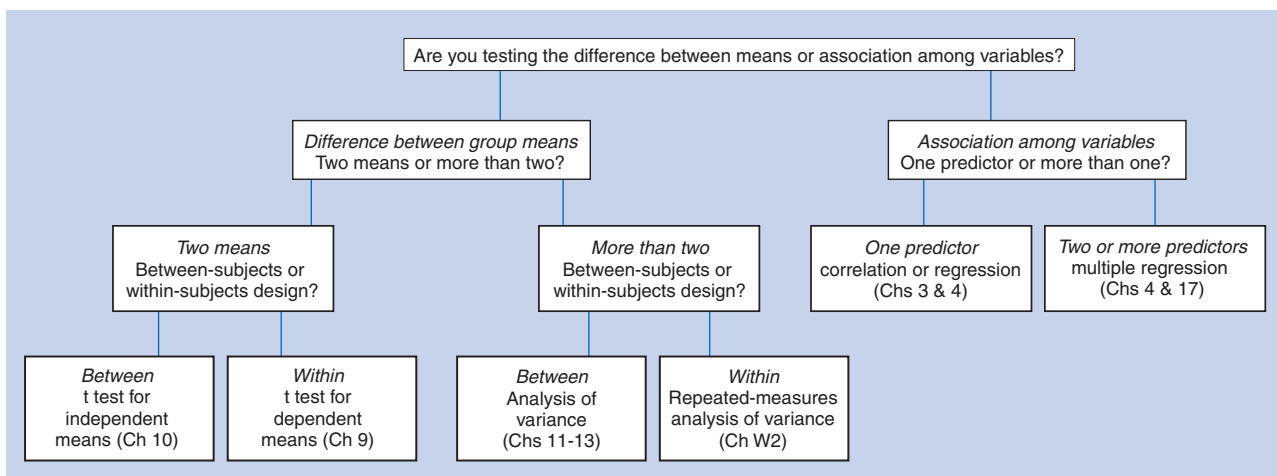 Are you testing the difference between means or association among variables?
Difference between group means
Two means or more than two?
Association among variables
One predictor or more than one?
Two means
Between-subjects or
within-subjects design?
More than two
Between-subjects or
within-subjects design?
One predictor
correlation or regression
(Chs 3 & 4)
Two or more predictors
multiple regression
(Chs 4 & 17)
Between
t test for
independent
means (Ch 10)
Within
t test for
dependent
means (Ch 9)
Between
Analysis of
variance
(Chs 11-13)
Within
Repeated-measures
analysis of variance
(Ch W2)